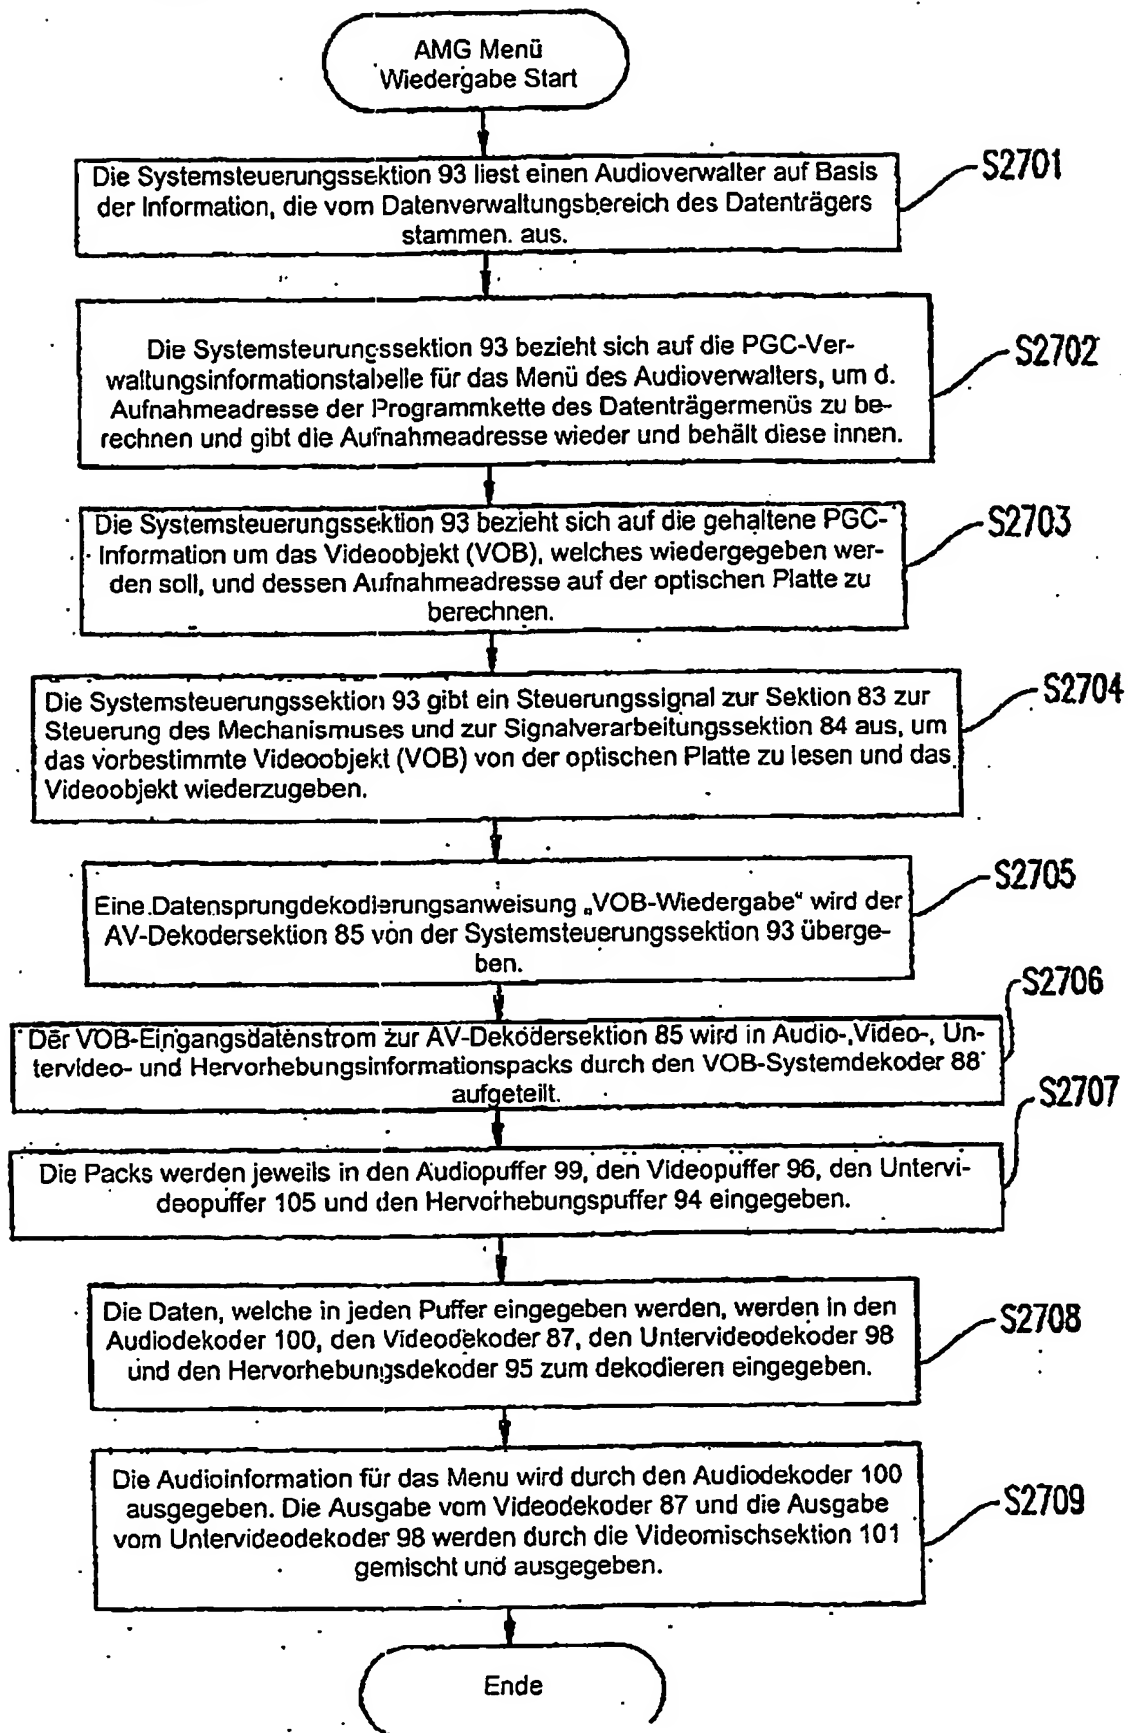 AMG Menü
Wiedergabe Start
Die Systemsteuerungssektion 93 liest einen Audioverwalter auf Basis
der Information, die vom Datenverwaltungsbereich des Datenträgers
stammen. aus.
S2701
Die Systemsteurungssektion 93 bezieht sich auf die PGC-Ver-
waltungsinformationstabelle für das Menü des Audioverwalters, um d.
Aufnahmeadresse der Programmkette des Datenträgermenüs zu be-
rechnen und gibt die Aufnahmeadresse wieder und behält diese innen.
S2702
Die Systemsteuerungssektion 93 bezieht sich auf die gehaltene PGC-
Information um das Videoobjekt (VOB), welches wiedergegeben wer-
den soll, und dessen Aufnahmeadresse auf der optischen Platte zu
berechnen.
S2703
Die Systemsteuerungssektion 93 gibt ein Steuerungssignal zur Sektion 83 zur
Steuerung des Mechanismuses und zur Signalverarbeitungssektion 84 aus, um
das vorbestimmte Videoobjekt (VOB) von der optischen Platte zu lesen und das
Videoobjekt wiederzugeben.
S2704
Eine Datensprungdekodierungsanweisung „VOB-Wiedergabe“ wird der
AV-Dekodersektion 85 von der Systemsteuerungssektion 93 überge-
ben.
S2705
Der VOB-Eingangsdatenstrom zur AV-Dekodersektion 85 wird in Audio-,Video-, Un-
tervideo- und Hervorhebungsinformationspacks durch den VOB-Systemdekoder 88
aufgeteilt.
S2706
Die Packs werden jeweils in den Audiopuffer 99, den Videopuffer 96, den Untervi-
deopuffer 105 und den Hervorhebungspuffer 94 eingegeben.
S2707
Die Daten, welche in jeden Puffer eingegeben werden, werden in den
Audiodekoder 100, den Videodekoder 87, den Untervideodekoder 98
und den Hervorhebungsdekoder 95 zum dekodieren eingegeben.
S2708
Die Audioinformation für das Menu wird durch den Audiodekoder 100
ausgegeben. Die Ausgabe vom Videodekoder 87 und die Ausgabe
vom Untervideodekoder 98 werden durch die Videomischsektion 101
gemischt und ausgegeben.
S2709
Ende